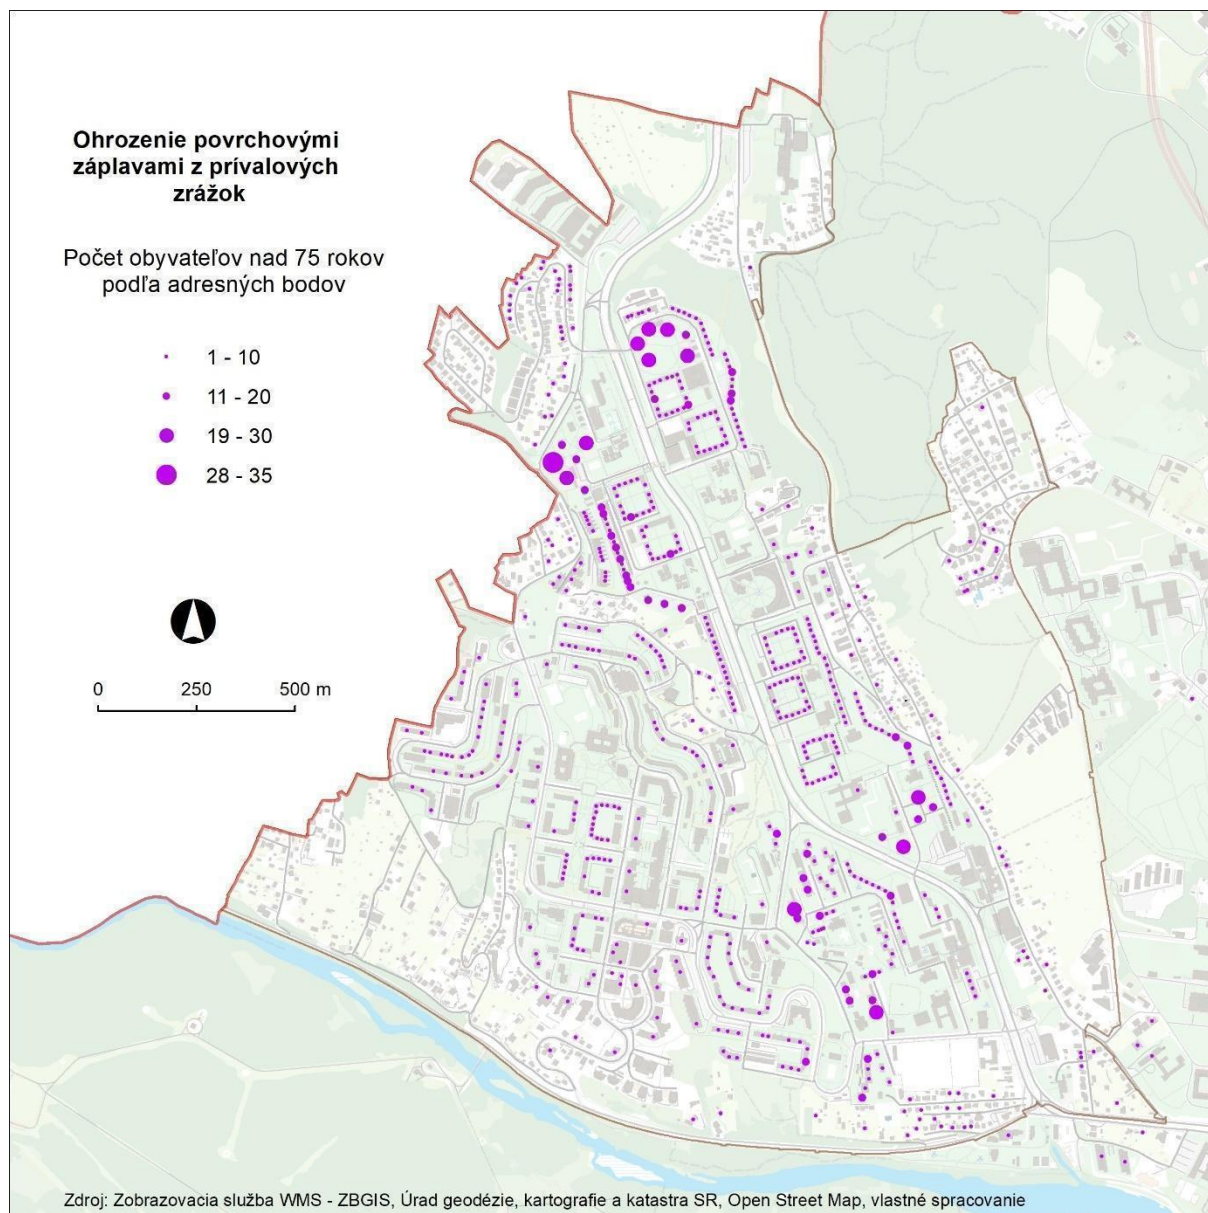 Ohrozenie povrchovými
záplavami z prívalových
zrážok
Počet obyvateľov nad 75 rokov
podľa adresných bodov
1 - 10
11 - 20
19 - 30
28 - 35
0 250 500 m
Zdroj: Zobrazovacia služba WMS - ZBGIS, Úrad geodézie, kartografie a katastra SR, Open Street Map, vlastné spracovanie